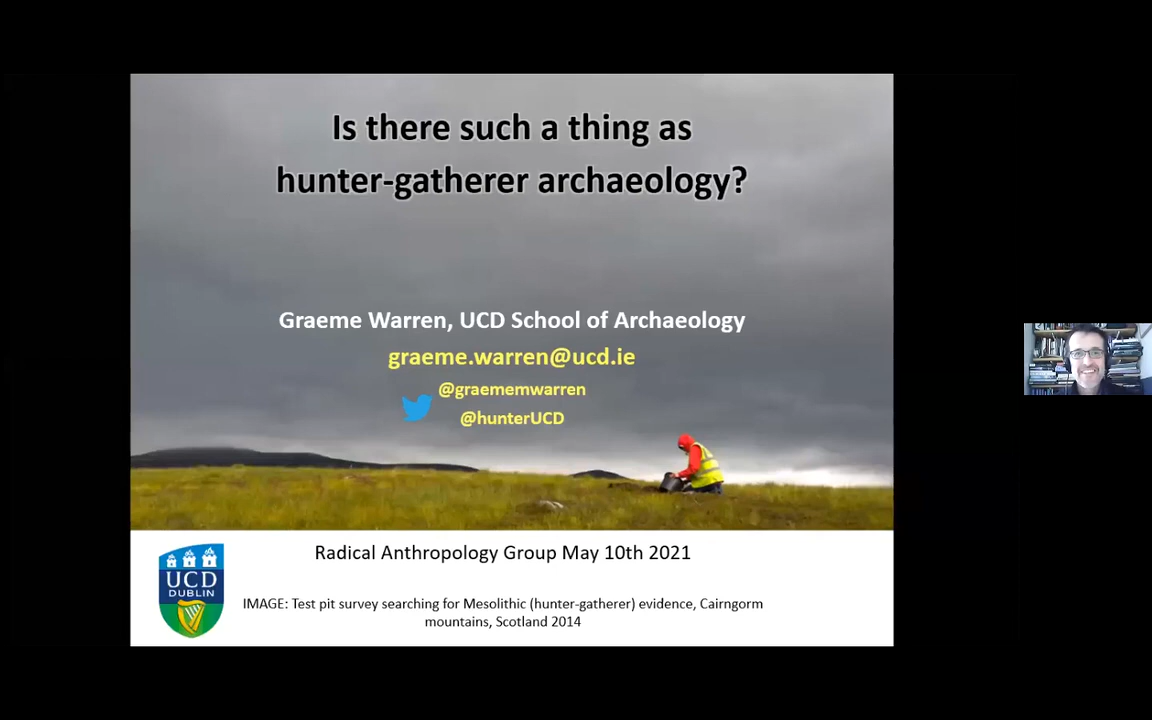 Is there such a thing as
hunter-gatherer archaeology?
Graeme Warren, UCD School of Archaeology
graeme.warren@ucd.ie
@graememwarren
@hunterUCD
Radical Anthropology Group May 10th 2021
UCD
DUBLIN
IMAGE: Test pit survey searching for Mesolithic (hunter-gatherer) evidence, Cairngorm
mountains, Scotland 2014